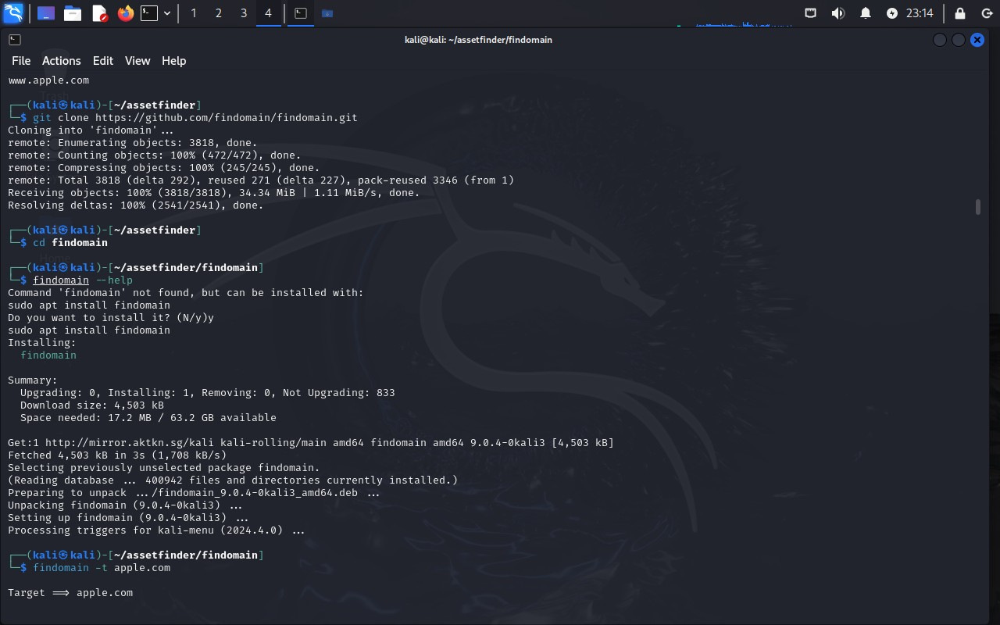 1 2 3 4 23:14
kali@kali: ~/assetfinder/findomain
File Actions Edit View Help
www.apple.com
Trash
┌──(kali㉿kali)-[~/assetfinder]
└─$ git clone https://github.com/findomain/findomain.git
Cloning into 'findomain'...
remote: Enumerating objects: 3818, done.
remote: Counting objects: 100% (472/472), done.
remote: Compressing objects: 100% (245/245), done.
remote: Total 3818 (delta 292), reused 271 (delta 227), pack-reused 3346 (from 1)
Receiving objects: 100% (3818/3818), 34.34 MiB | 1.11 MiB/s, done.
Resolving deltas: 100% (2541/2541), done.
┌──(kali㉿kali)-[~/assetfinder]
└─$ cd findomain
Home
┌──(kali㉿kali)-[~/assetfinder/findomain]
└─$ findomain --help
Command 'findomain' not found, but can be installed with:
sudo apt install findomain
Do you want to install it? (N/y)y
sudo apt install findomain
Installing:
findomain
Summary:
Upgrading: 0, Installing: 1, Removing: 0, Not Upgrading: 833
Download size: 4,503 kB
Space needed: 17.2 MB / 63.2 GB available
Get:1 http://mirror.aktkn.sg/kali kali-rolling/main amd64 findomain amd64 9.0.4-0kali3 [4,503 kB]
Fetched 4,503 kB in 3s (1,708 kB/s)
Selecting previously unselected package findomain.
(Reading database ... 400942 files and directories currently installed.)
Preparing to unpack .../findomain_9.0.4-0kali3_amd64.deb ...
Unpacking findomain (9.0.4-0kali3) ...
Setting up findomain (9.0.4-0kali3) ...
Processing triggers for kali-menu (2024.4.0) ...
┌──(kali㉿kali)-[~/assetfinder/findomain]
└─$ findomain -t apple.com
Target ==> apple.com